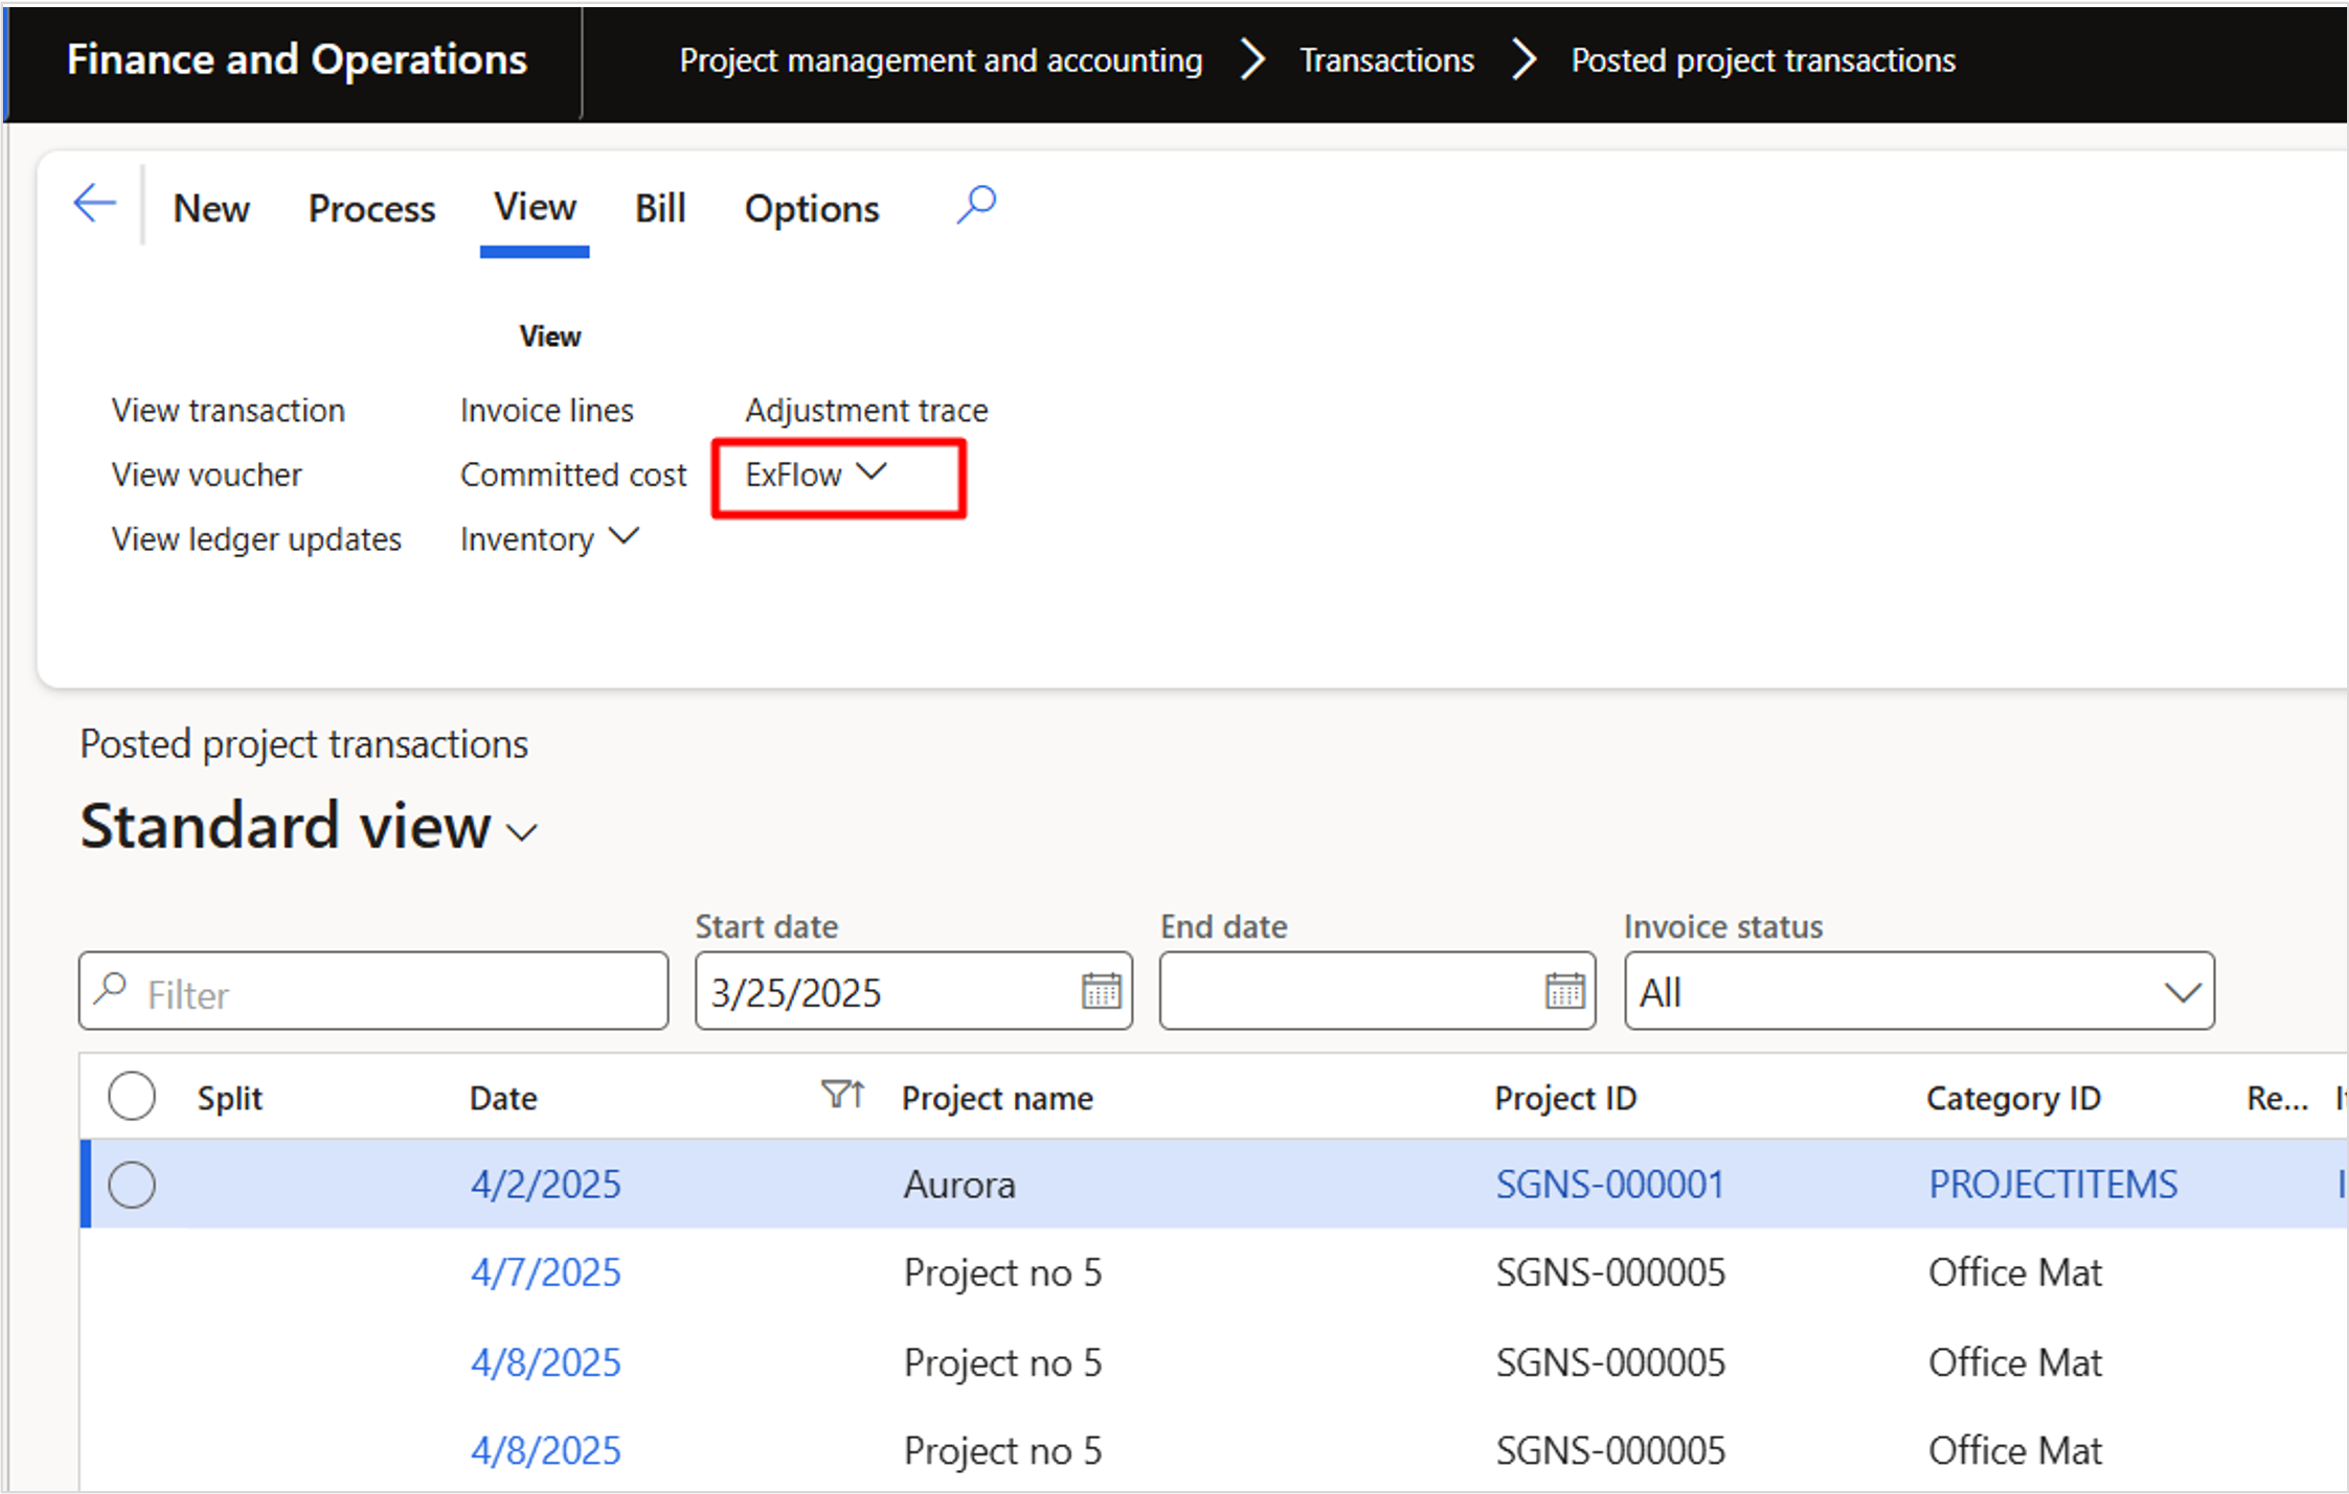 Finance and Operations Project management and accounting Transactions Posted project transactions
New Process View Bill Options
View
View transaction Invoice lines Adjustment trace
View voucher Committed cost ExFlow
View ledger updates Inventory
Posted project transactions
Standard view
Start date End date Invoice status
Filter 3/25/2025 All
Split Date Project name Project ID Category ID Re...
4/2/2025 Aurora SGNS-000001 PROJECTITEMS
4/7/2025 Project no 5 SGNS-000005 Office Mat
4/8/2025 Project no 5 SGNS-000005 Office Mat
4/8/2025 Project no 5 SGNS-000005 Office Mat